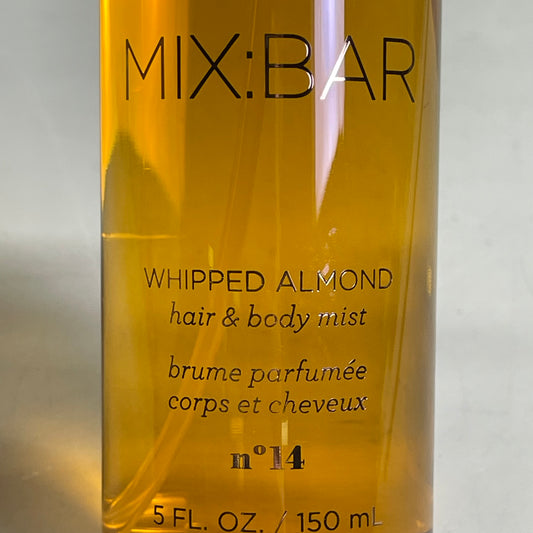 MIX:BAR
WHIPPED ALMOND
hair & body mist
brume parfumée
corps et cheveux
nº14
5 FL. OZ. / 150 mL